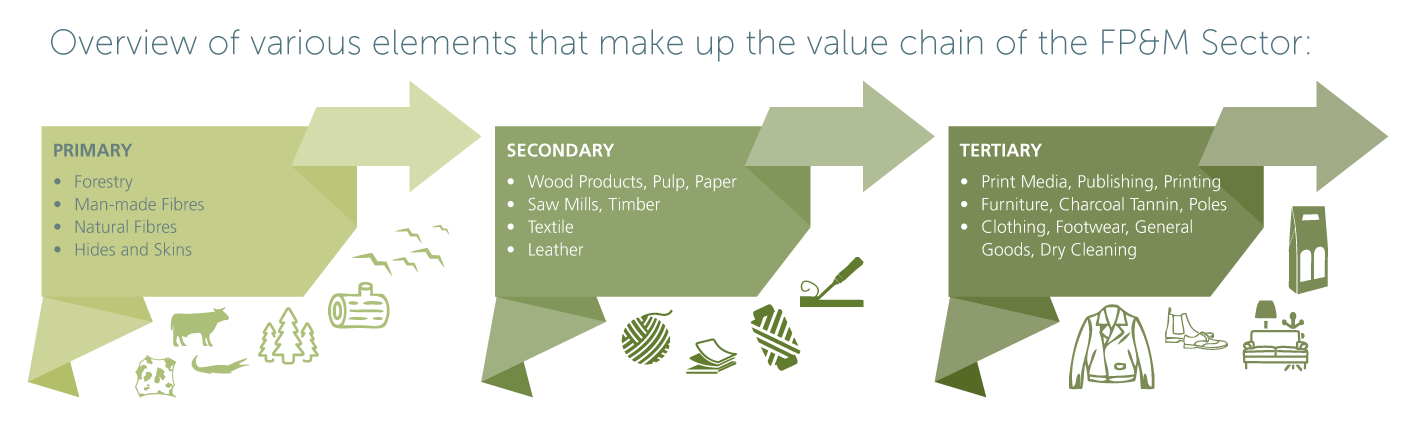 Overview of various elements that make up the value chain of the FP&M Sector:
PRIMARY
• Forestry
• Man-made Fibres
• Natural Fibres
• Hides and Skins
SECONDARY
• Wood Products, Pulp, Paper
• Saw Mills, Timber
• Textile
• Leather
TERTIARY
• Print Media, Publishing, Printing
• Furniture, Charcoal Tannin, Poles
• Clothing, Footwear, General
Goods, Dry Cleaning